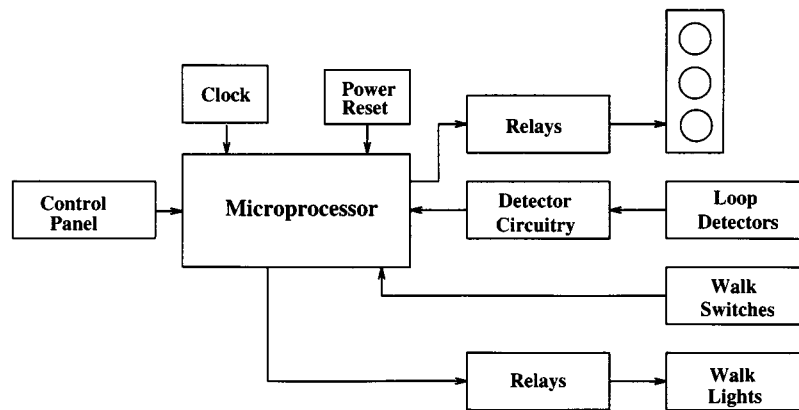 Clock
Power
Reset
Relays
Control
Panel
Microprocessor
Detector
Circuitry
Loop
Detectors
Walk
Switches
Relays
Walk
Lights